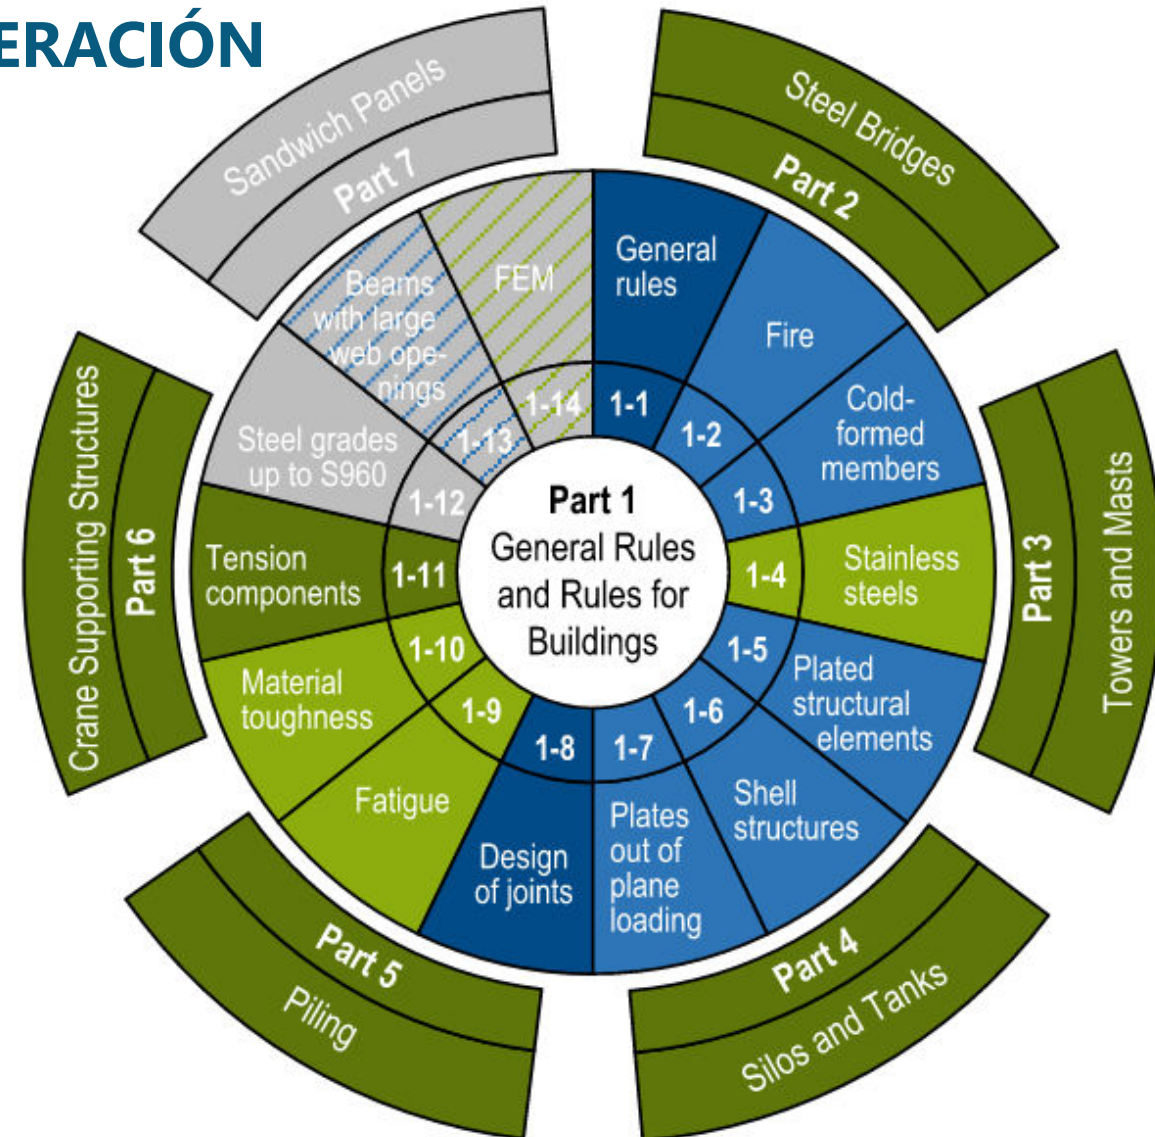 ERACIÓN
Sandwich Panels
Part 7
Steel Bridges
Part 2
Towers and Masts
Part 3
Silos and Tanks
Part 4
Piling
Part 5
Crane Supporting Structures
Part 6
General
rules
1-1
Fire
1-2
Cold-
formed
members
1-3
Stainless
steels
1-4
Plated
structural
elements
1-5
Shell
structures
1-6
Plates
out of
plane
loading
1-7
Design
of joints
1-8
Fatigue
1-9
Material
toughness
1-10
Tension
components
1-11
Steel grades
up to S960
1-12
Beams
with large
web ope-
nings
1-13
FEM
1-14
Part 1
General Rules
and Rules for
Buildings